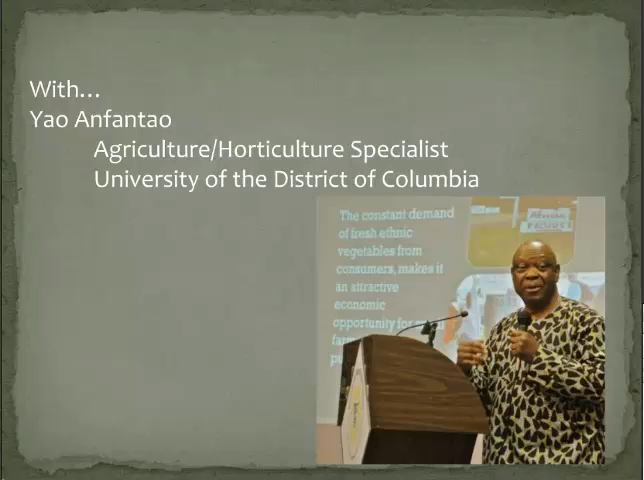 With…
Yao Anfantao
Agriculture/Horticulture Specialist
University of the District of Columbia
The constant demand
of fresh ethnic
vegetables from
consumers, makes it
an attractive
economic
opportunity for